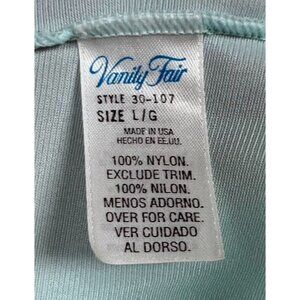 Vanity Fair
STYLE 30-107
SIZE L/G
MADE IN USA
HECHO EN EE.UU.
100% NYLON.
EXCLUDE TRIM.
100% NILON.
MENOS ADORNO.
OVER FOR CARE.
VER CUIDADO
AL DORSO.